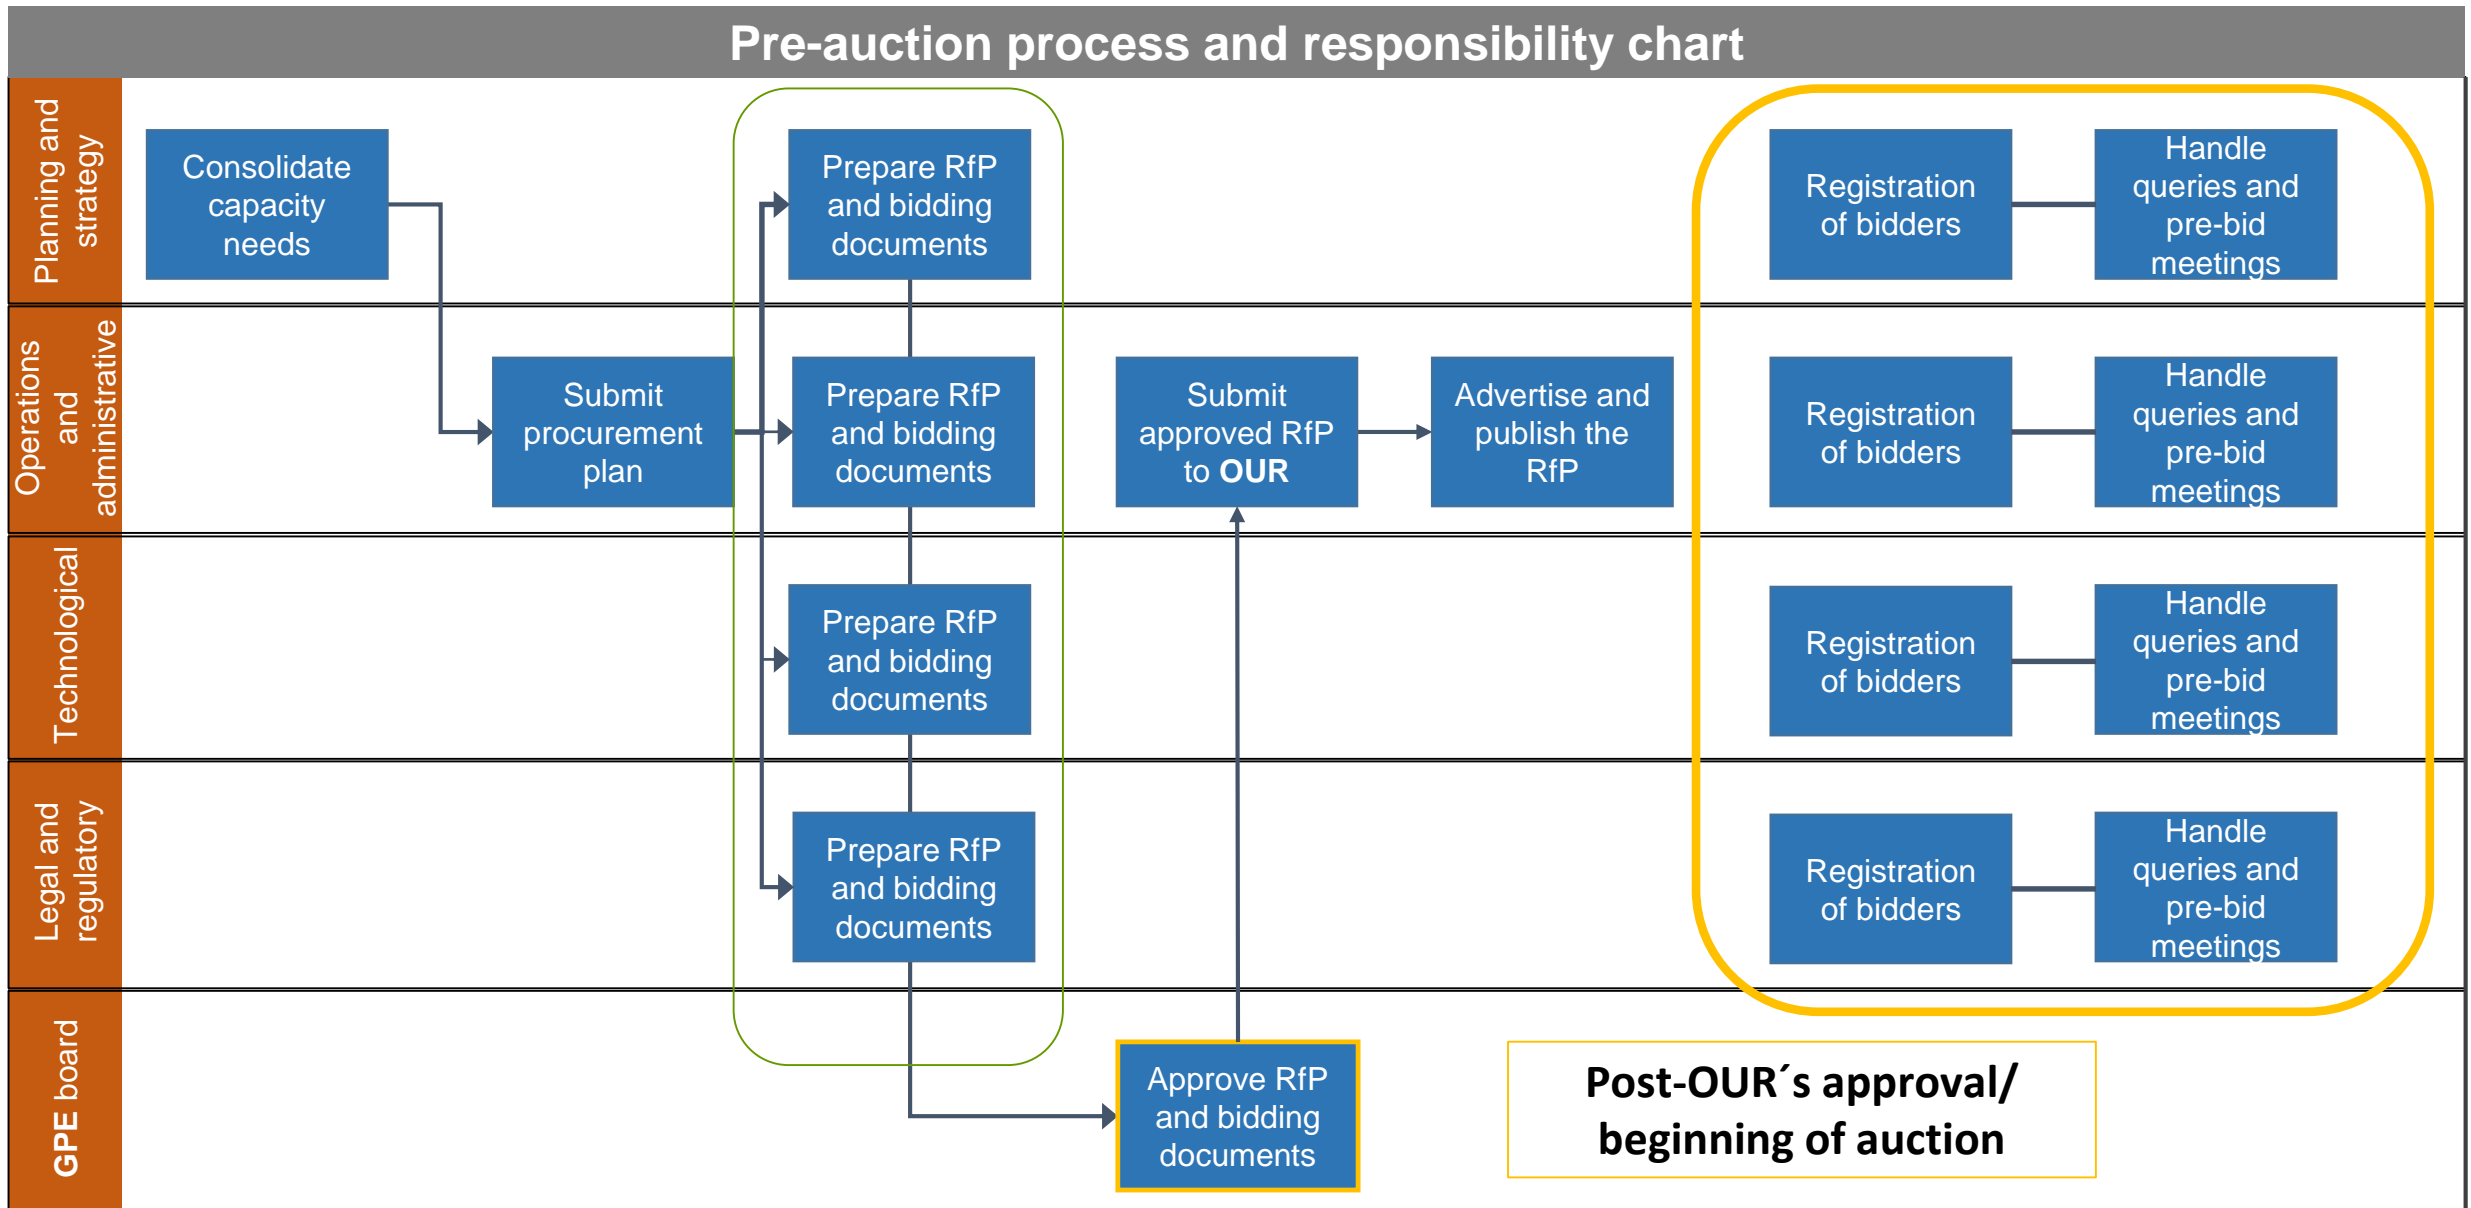 Pre-auction process and responsibility chart
Planning and
strategy
Consolidate
capacity
needs
Prepare RfP
and bidding
documents
Registration
of bidders
Handle
queries and
pre-bid
meetings
Operations
and
administrative
Submit
procurement
plan
Prepare RfP
and bidding
documents
Submit
approved RfP
to OUR
Advertise and
publish the
RfP
Registration
of bidders
Handle
queries and
pre-bid
meetings
Technological
Prepare RfP
and bidding
documents
Registration
of bidders
Handle
queries and
pre-bid
meetings
Legal and
regulatory
Prepare RfP
and bidding
documents
Registration
of bidders
Handle
queries and
pre-bid
meetings
GPE board
Approve RfP
and bidding
documents
Post-OUR´s approval/
beginning of auction